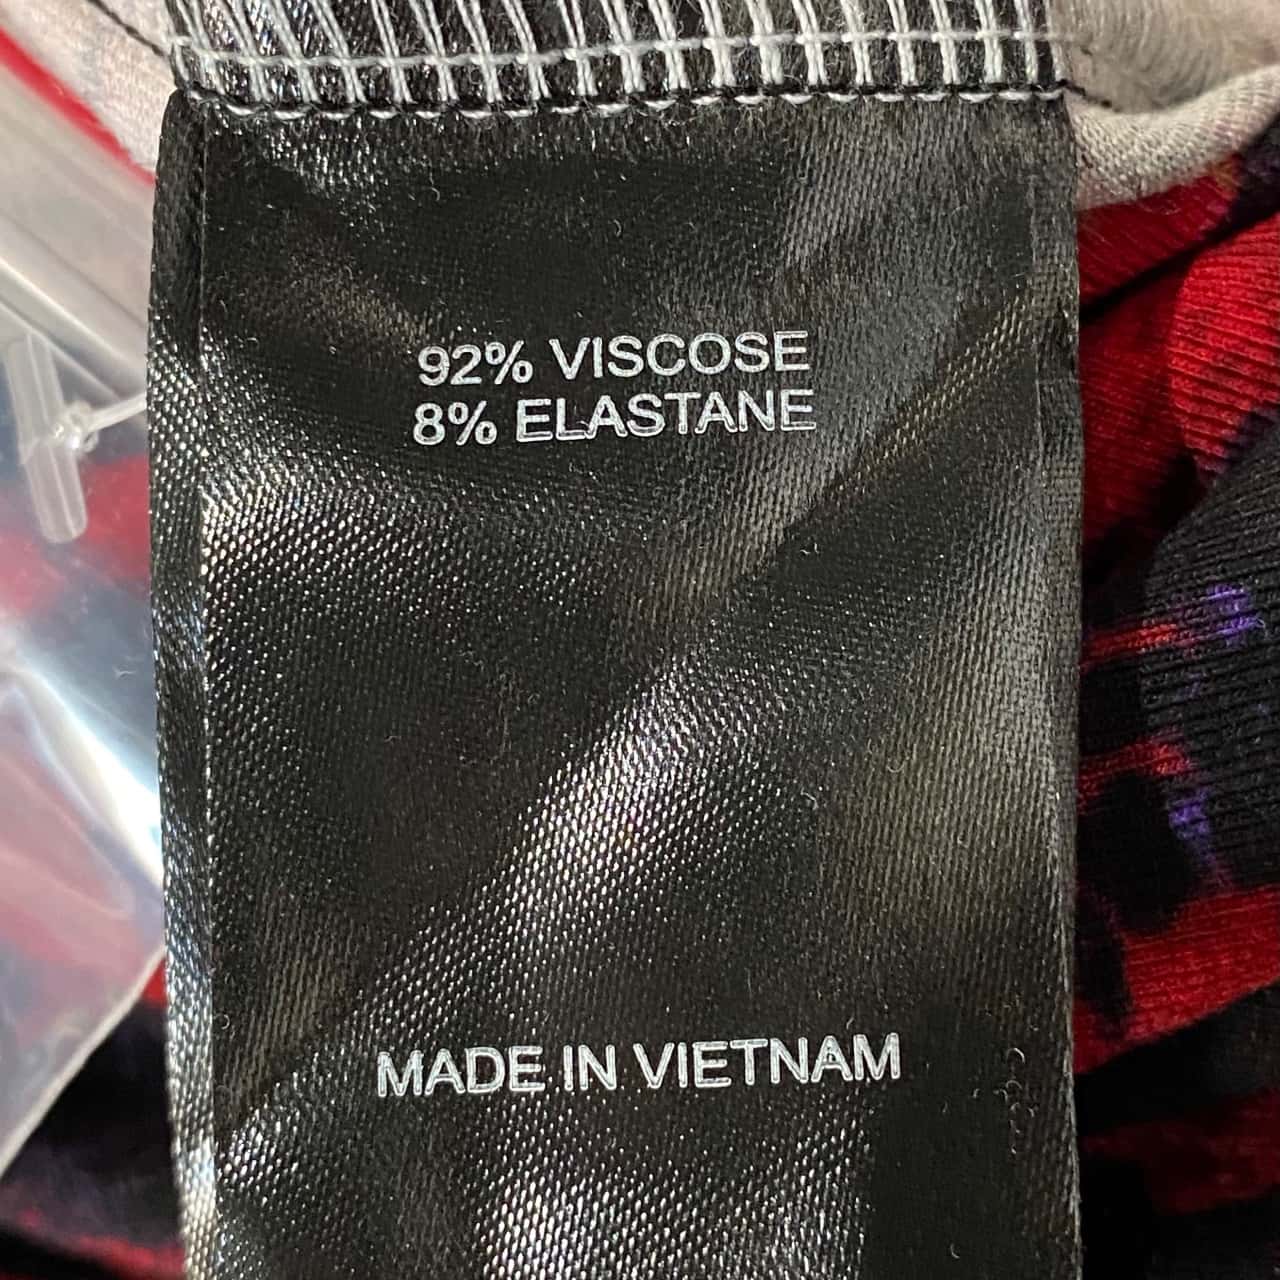 92% VISCOSE
8% ELASTANE
MADE IN VIETNAM